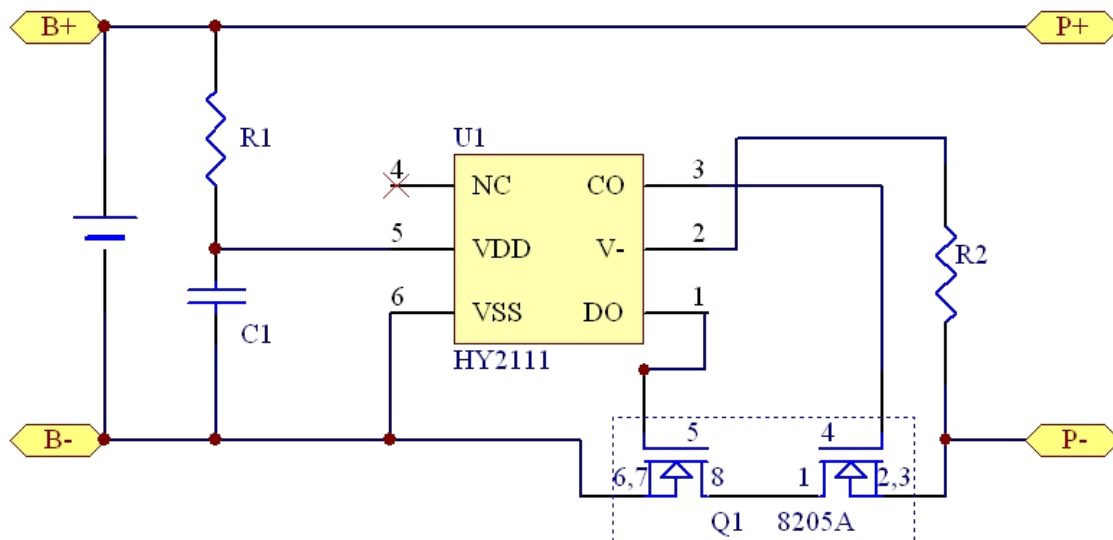 B+
P+
R1
U1
4
NC
CO
3
5
VDD
V-
2
R2
6
VSS
DO
1
C1
HY2111
B-
5
4
P-
6,7
8
1
2,3
Q1
8205A